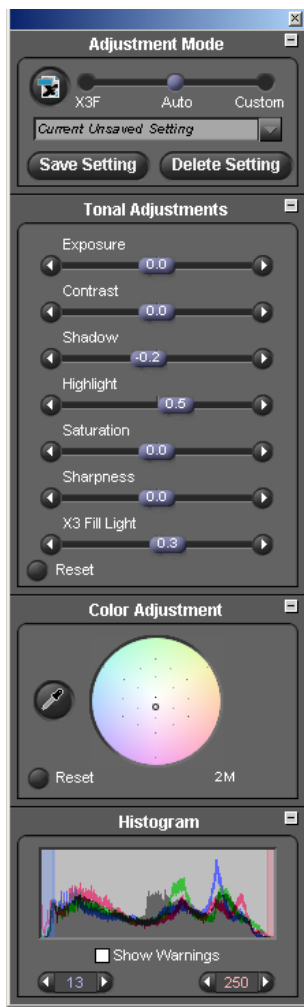 Adjustment Mode
X3F Auto Custom
Current Unsaved Setting
Save Setting Delete Setting
Tonal Adjustments
Exposure
0.0
Contrast
0.0
Shadow
-0.2
Highlight
0.5
Saturation
0.0
Sharpness
0.0
X3 Fill Light
0.3
Reset
Color Adjustment
Reset 2M
Histogram
Show Warnings
13 250